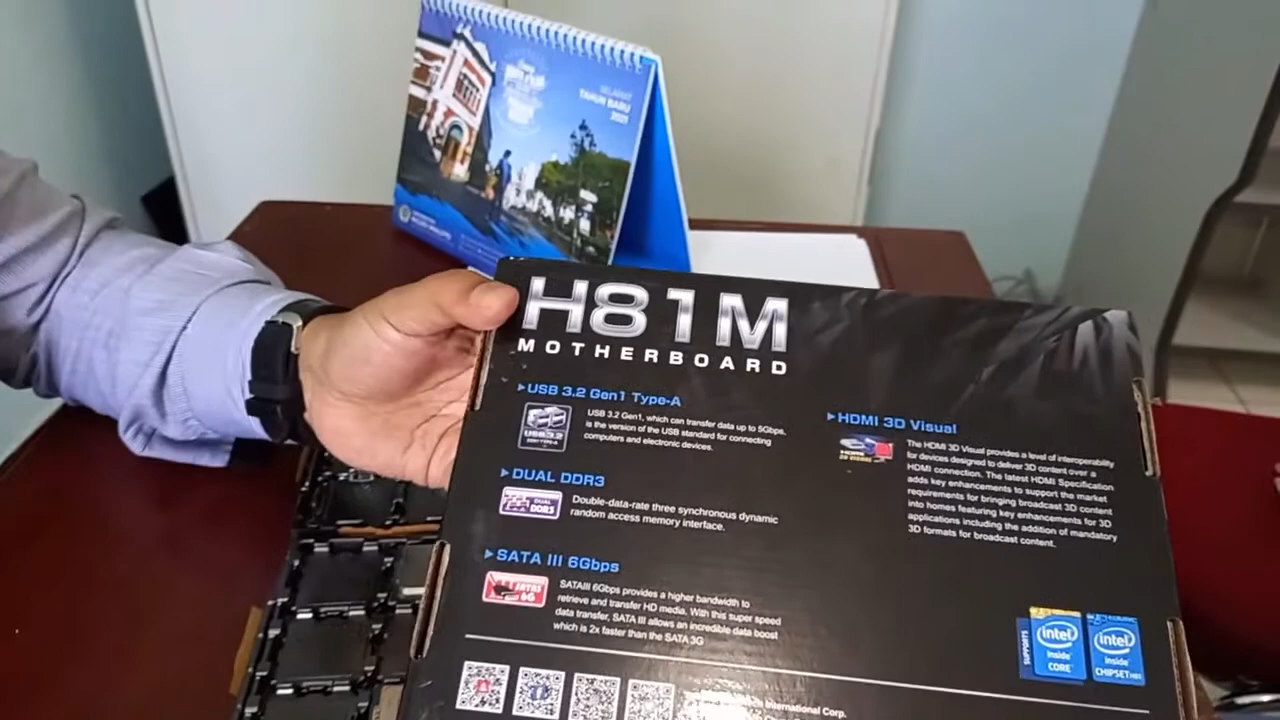 SELAMAT
TAHUN BARU
2021
H81M
MOTHERBOARD
USB 3.2 Gen1 Type-A
USB3.2
USB 3.2 Gen1, which can transfer data up to 5Gbps,
is the version of the USB standard for connecting
computers and electronic devices.
DUAL DDR3
DUAL
DDR3
Double-data-rate three synchronous dynamic
random access memory interface.
SATA III 6Gbps
SATA3
6G
SATAIII 6Gbps provides a higher bandwidth to
retrieve and transfer HD media. With this super speed
data transfer, SATA III allows an incredible data boost
which is 2x faster than the SATA 3G
HDMI 3D Visual
HDMI
The HDMI 3D Visual provides a level of interoperability
for devices designed to deliver 3D content over a
HDMI connection. The latest HDMI Specification
adds key enhancements to support the market
requirements for bringing broadcast 3D content
into homes featuring key enhancements for 3D
applications including the addition of mandatory
3D formats for broadcast content.
SUPPORTS
intel
inside
CORE
intel
inside
CHIPSET H81
International Corp.